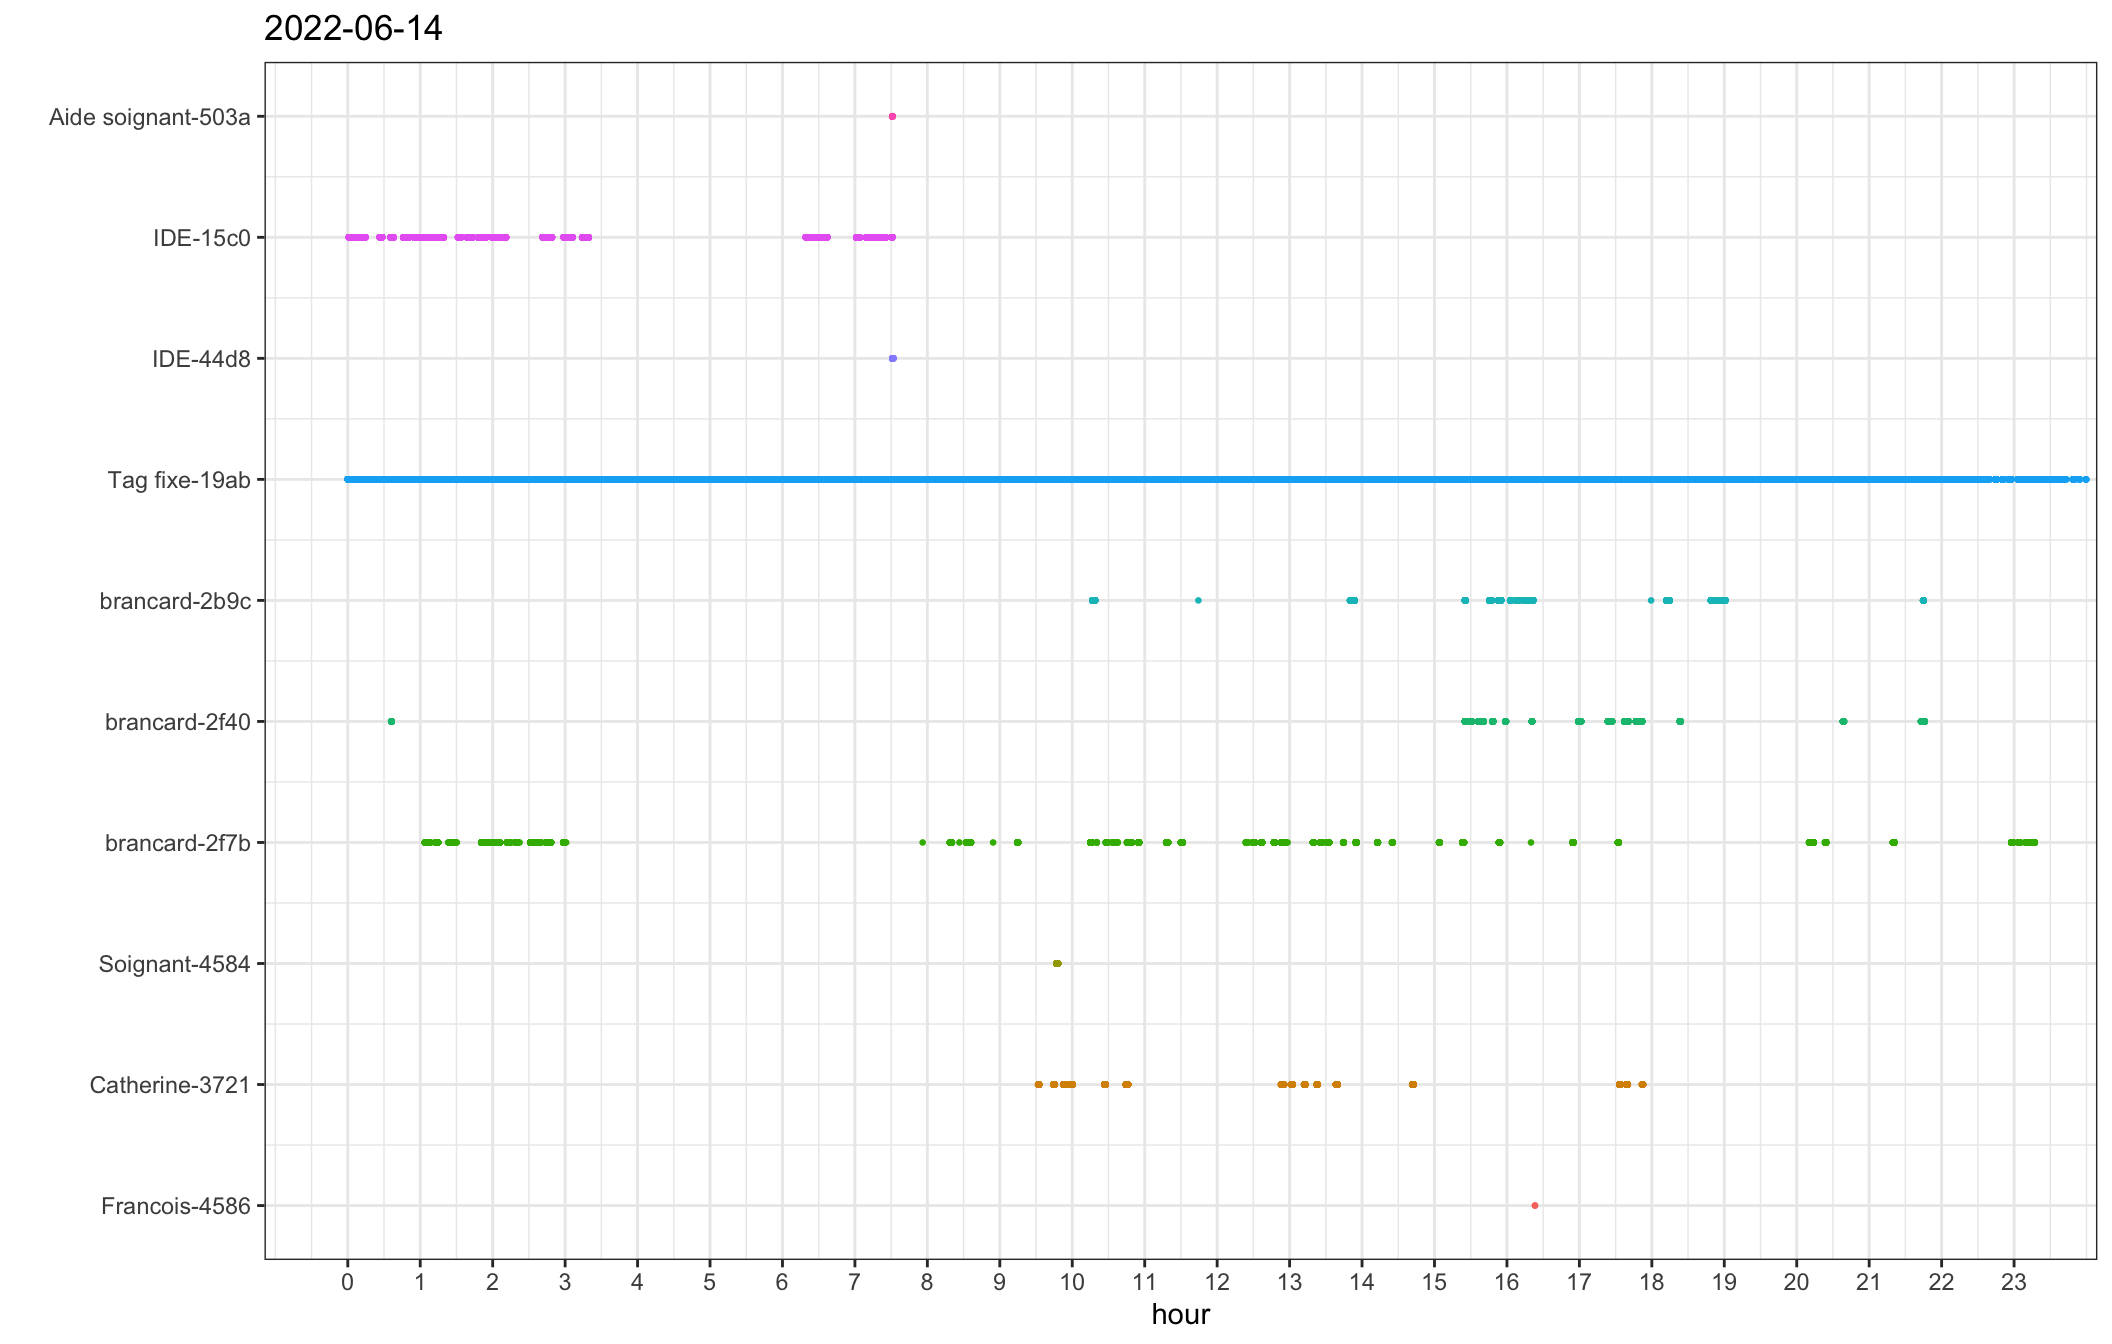 2022-06-14
Aide soignant-503a
IDE-15c0
IDE-44d8
Tag fixe-19ab
brancard-2b9c
brancard-2f40
brancard-2f7b
Soignant-4584
Catherine-3721
Francois-4586
0 1 2 3 4 5 6 7 8 9 10 11 12 13 14 15 16 17 18 19 20 21 22 23
hour